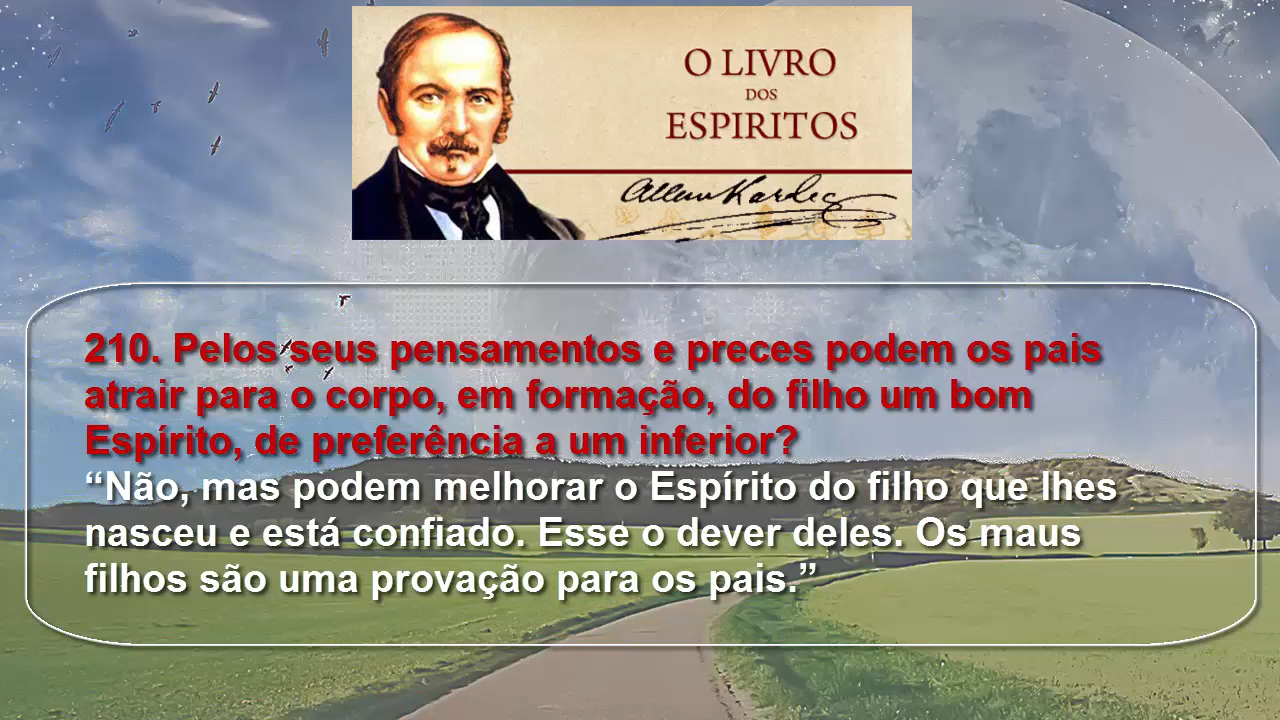 O LIVRO
DOS
ESPIRITOS
Allan Kardec
210. Pelos seus pensamentos e preces podem os pais
atrair para o corpo, em formação, do filho um bom
Espírito, de preferência a um inferior?
“Não, mas podem melhorar o Espírito do filho que lhes
nasceu e está confiado. Esse o dever deles. Os maus
filhos são uma provação para os pais.”